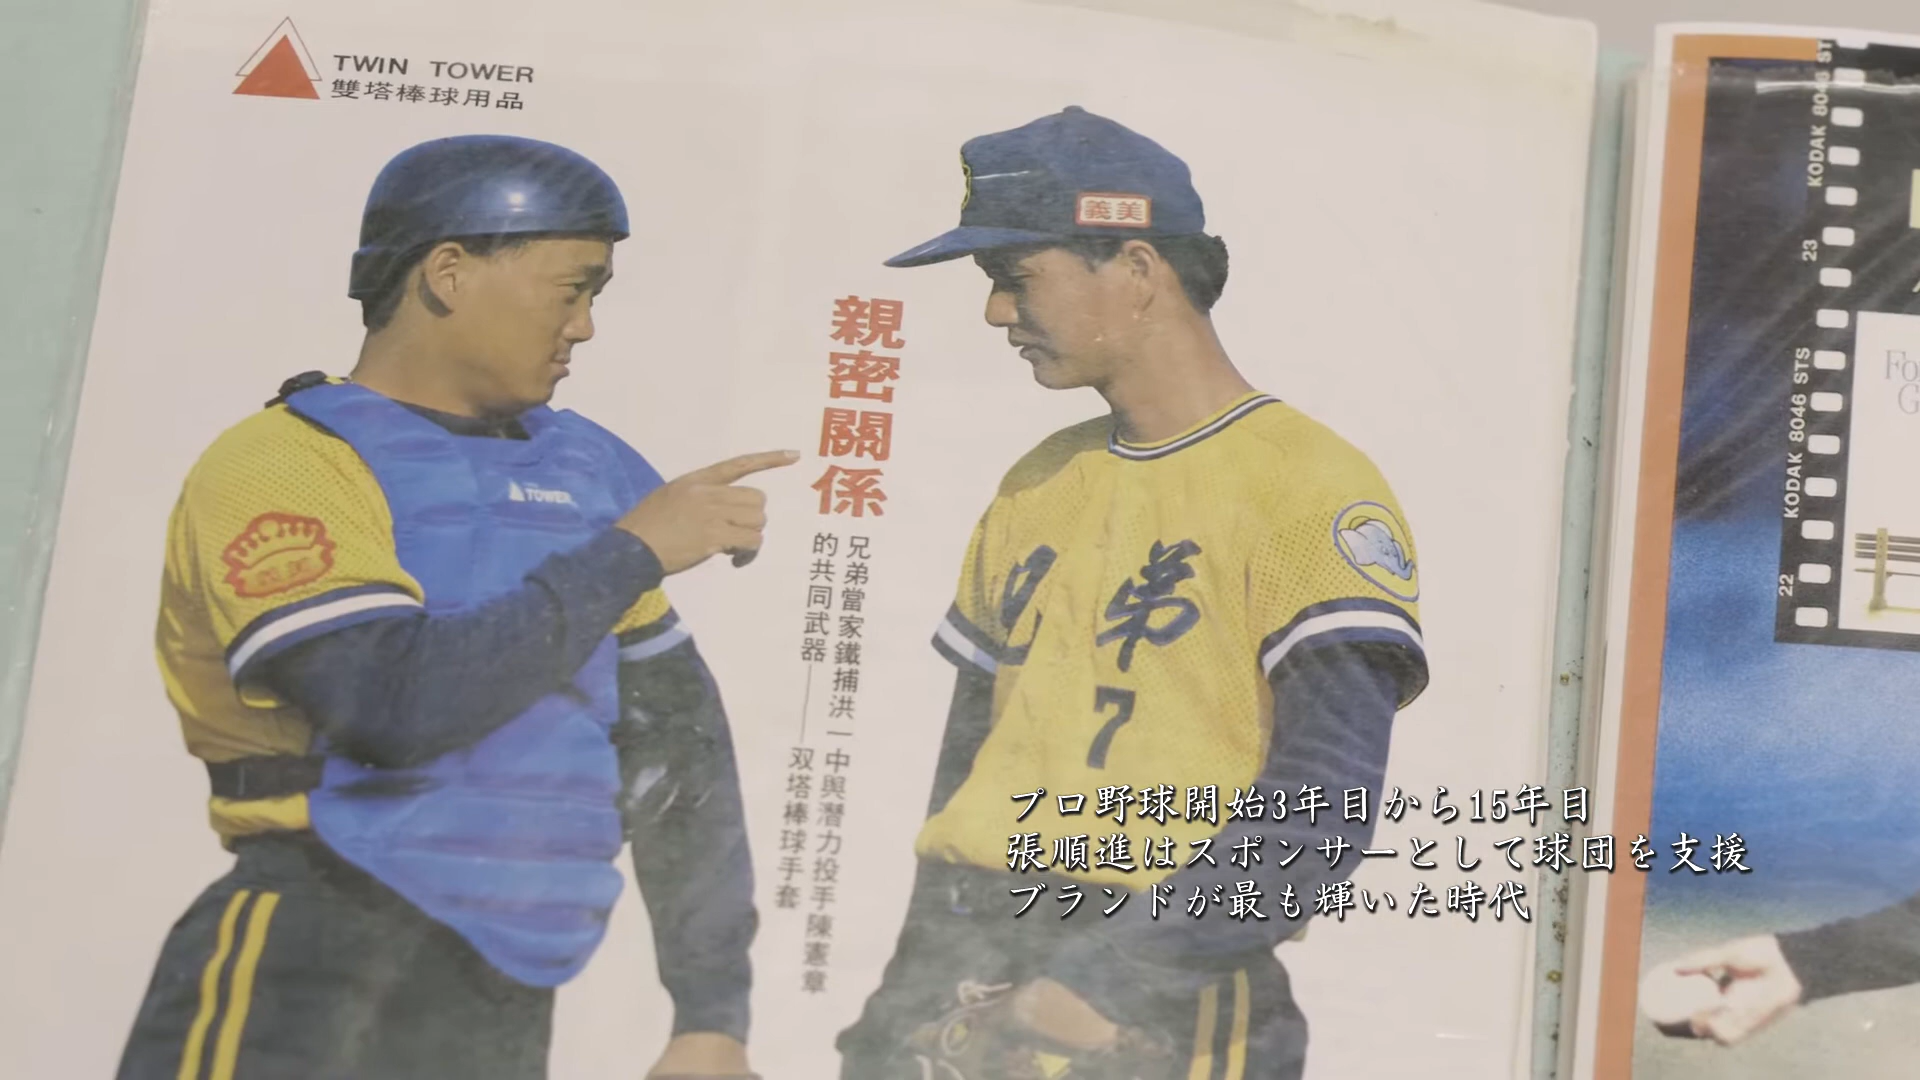 TWIN TOWER
雙塔棒球用品
義美
親密關係
兄弟當家鐵捕洪一中與潛力投手陳憲章
的共同武器——双塔棒球手套
TOWER
義美
兄弟
7
KODAK 8046 STS
23
KODAK 8046 STS
22
プロ野球開始3年目から15年目
張順進はスポンサーとして球団を支援
ブランドが最も輝いた時代